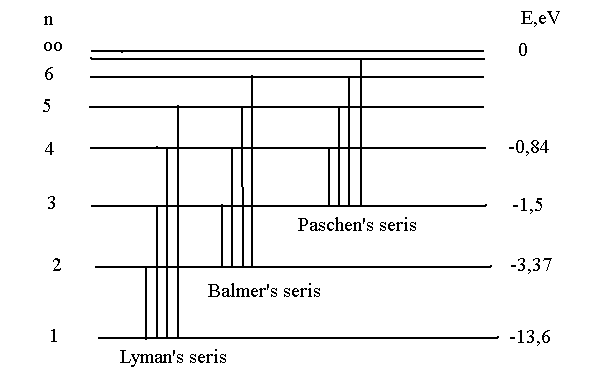 n E,eV
oo 0
6
5
4 -0,84
3 -1,5
Paschen's seris
2 -3,37
Balmer's seris
1 -13,6
Lyman's seris